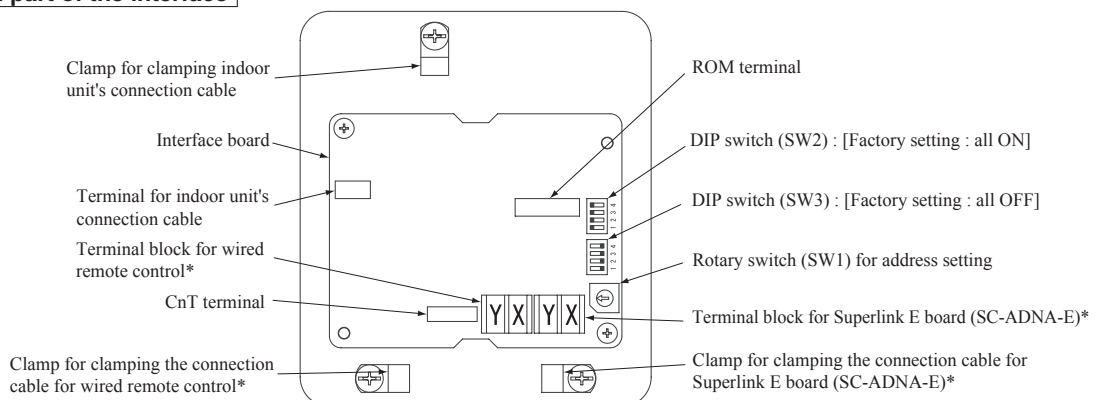 part of the interface
Clamp for clamping indoor
unit's connection cable
Interface board
Terminal for indoor unit's
connection cable
Terminal block for wired
remote control*
CnT terminal
Clamp for clamping the connection
cable for wired remote control*
Y X Y X
1 2 3 4
1 2 3 4
ROM terminal
DIP switch (SW2) : [Factory setting : all ON]
DIP switch (SW3) : [Factory setting : all OFF]
Rotary switch (SW1) for address setting
Terminal block for Superlink E board (SC-ADNA-E)*
Clamp for clamping the connection cable for
Superlink E board (SC-ADNA-E)*